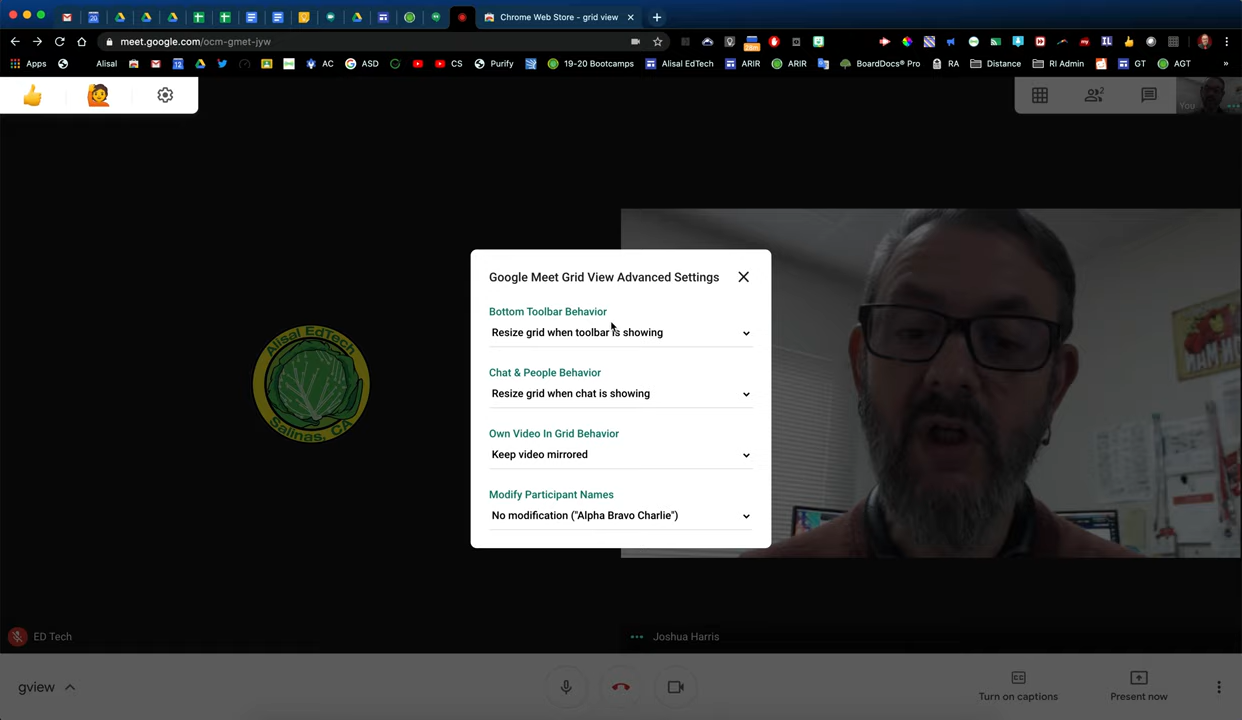 Chrome Web Store - grid view
meet.google.com/ocm-gmet-jyw
Apps
Alisal
AC
ASD
CS
Purify
19-20 Bootcamps
Alisal EdTech
ARIR
ARIR
BoardDocs® Pro
RA
Distance
RI Admin
GT
AGT
»
2
You
Google Meet Grid View Advanced Settings
Bottom Toolbar Behavior
Resize grid when toolbar is showing
Chat & People Behavior
Resize grid when chat is showing
Own Video In Grid Behavior
Keep video mirrored
Modify Participant Names
No modification ("Alpha Bravo Charlie")
Alisal EdTech
Salinas, CA
ED Tech
Joshua Harris
gview
Turn on captions
Present now